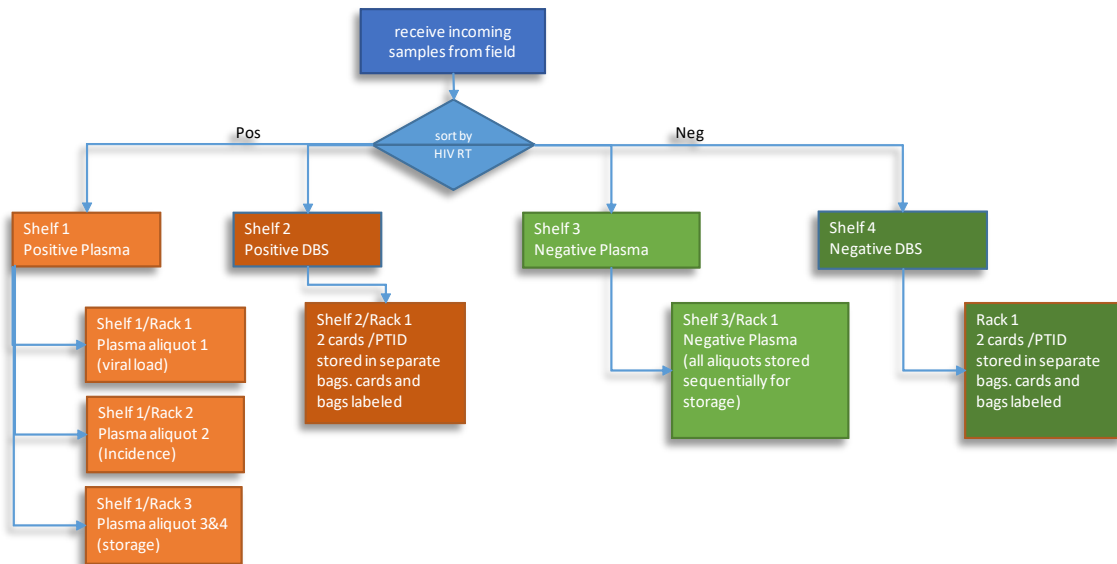 receive incoming
samples from field
Pos
sort by
HIV RT
Neg
Shelf 1
Positive Plasma
Shelf 2
Positive DBS
Shelf 3
Negative Plasma
Shelf 4
Negative DBS
Shelf 1/Rack 1
Plasma aliquot 1
(viral load)
Shelf 2/Rack 1
2 cards /PTID
stored in separate
bags. cards and
bags labeled
Shelf 3/Rack 1
Negative Plasma
(all aliquots stored
sequentially for
storage)
Rack 1
2 cards /PTID
stored in separate
bags. cards and
bags labeled
Shelf 1/Rack 2
Plasma aliquot 2
(Incidence)
Shelf 1/Rack 3
Plasma aliquot 3&4
(storage)